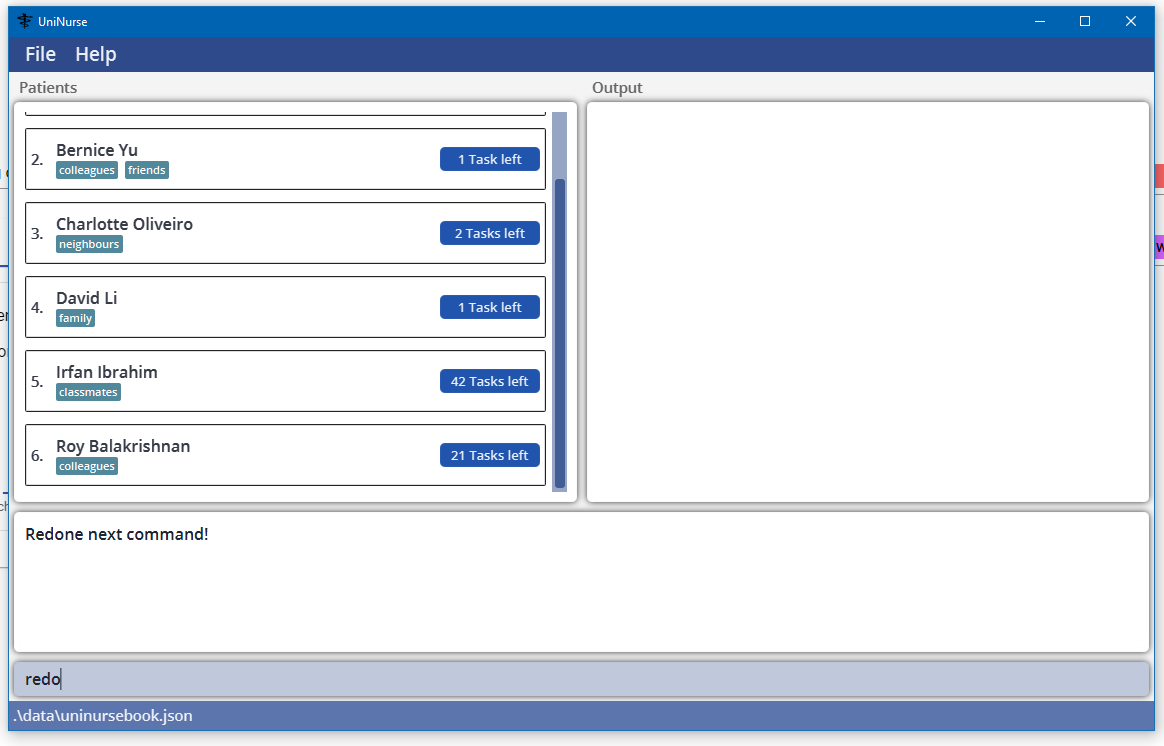 UniNurse
File Help
Patients
Output
2. Bernice Yu
colleagues friends
1 Task left
3. Charlotte Oliveiro
neighbours
2 Tasks left
4. David Li
family
1 Task left
5. Irfan Ibrahim
classmates
42 Tasks left
6. Roy Balakrishnan
colleagues
21 Tasks left
Redone next command!
redo
.\data\uninursebook.json